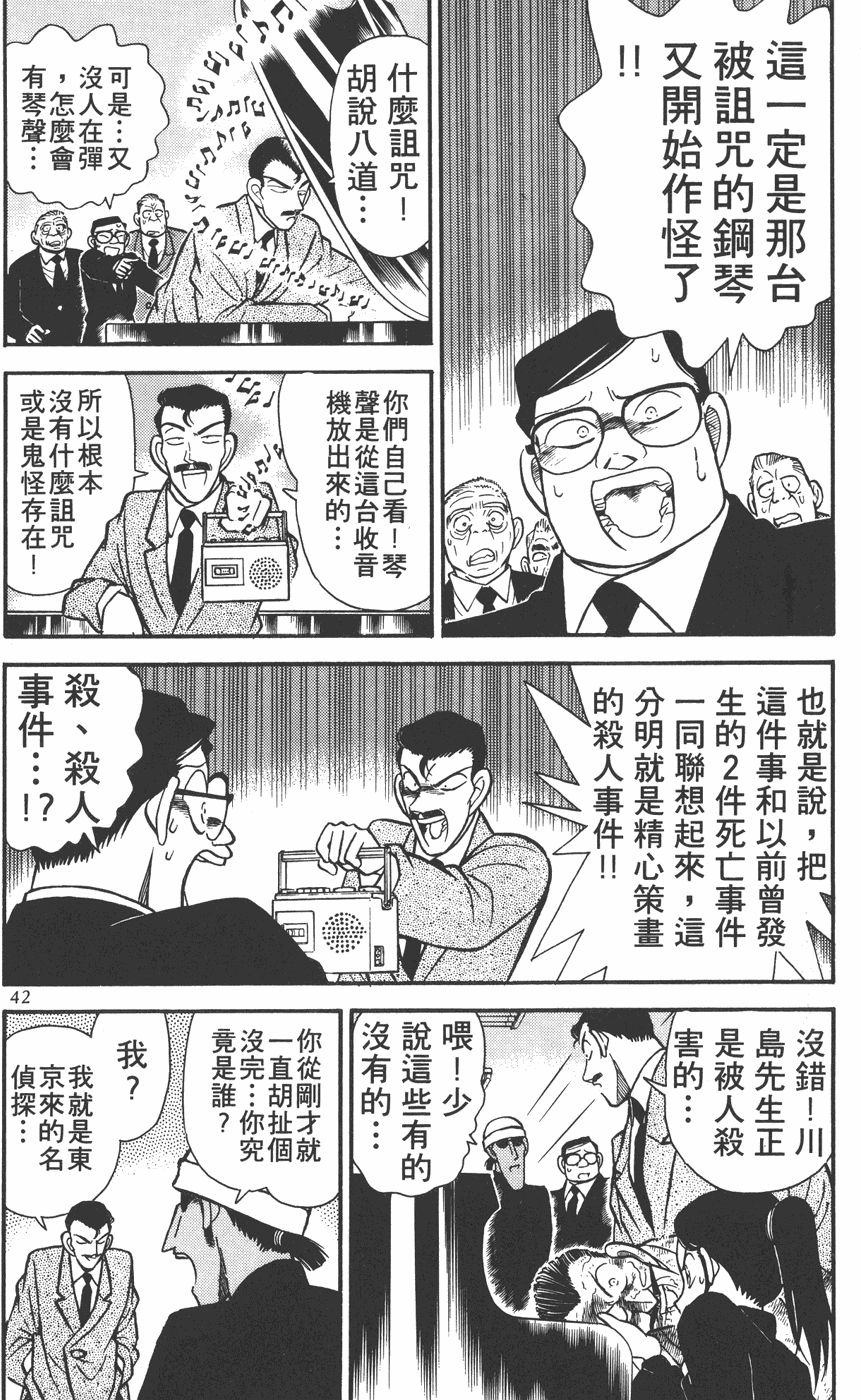 這一定是那台
被詛咒的鋼琴
又開始作怪了
!!
什麼詛咒！
胡說八道…
可是…又
沒人在彈
，怎麼會
有琴聲…
你們自己看！琴
聲是從這台收音
機放出來的…
所以根本
沒有什麼詛咒
或是鬼怪存在！
也就是說，把
這件事和以前曾發
生的2件死亡事件
一同聯想起來，這
分明就是精心策畫
的殺人事件!!
殺、殺人
事件…!?
42
沒錯！川
島先生正
是被人殺
害的…
喂！少
說這些有的
沒有的…
你從剛才就
一直胡扯個
沒完…你究
竟是誰？
我？
我就是東
京來的名
偵探…